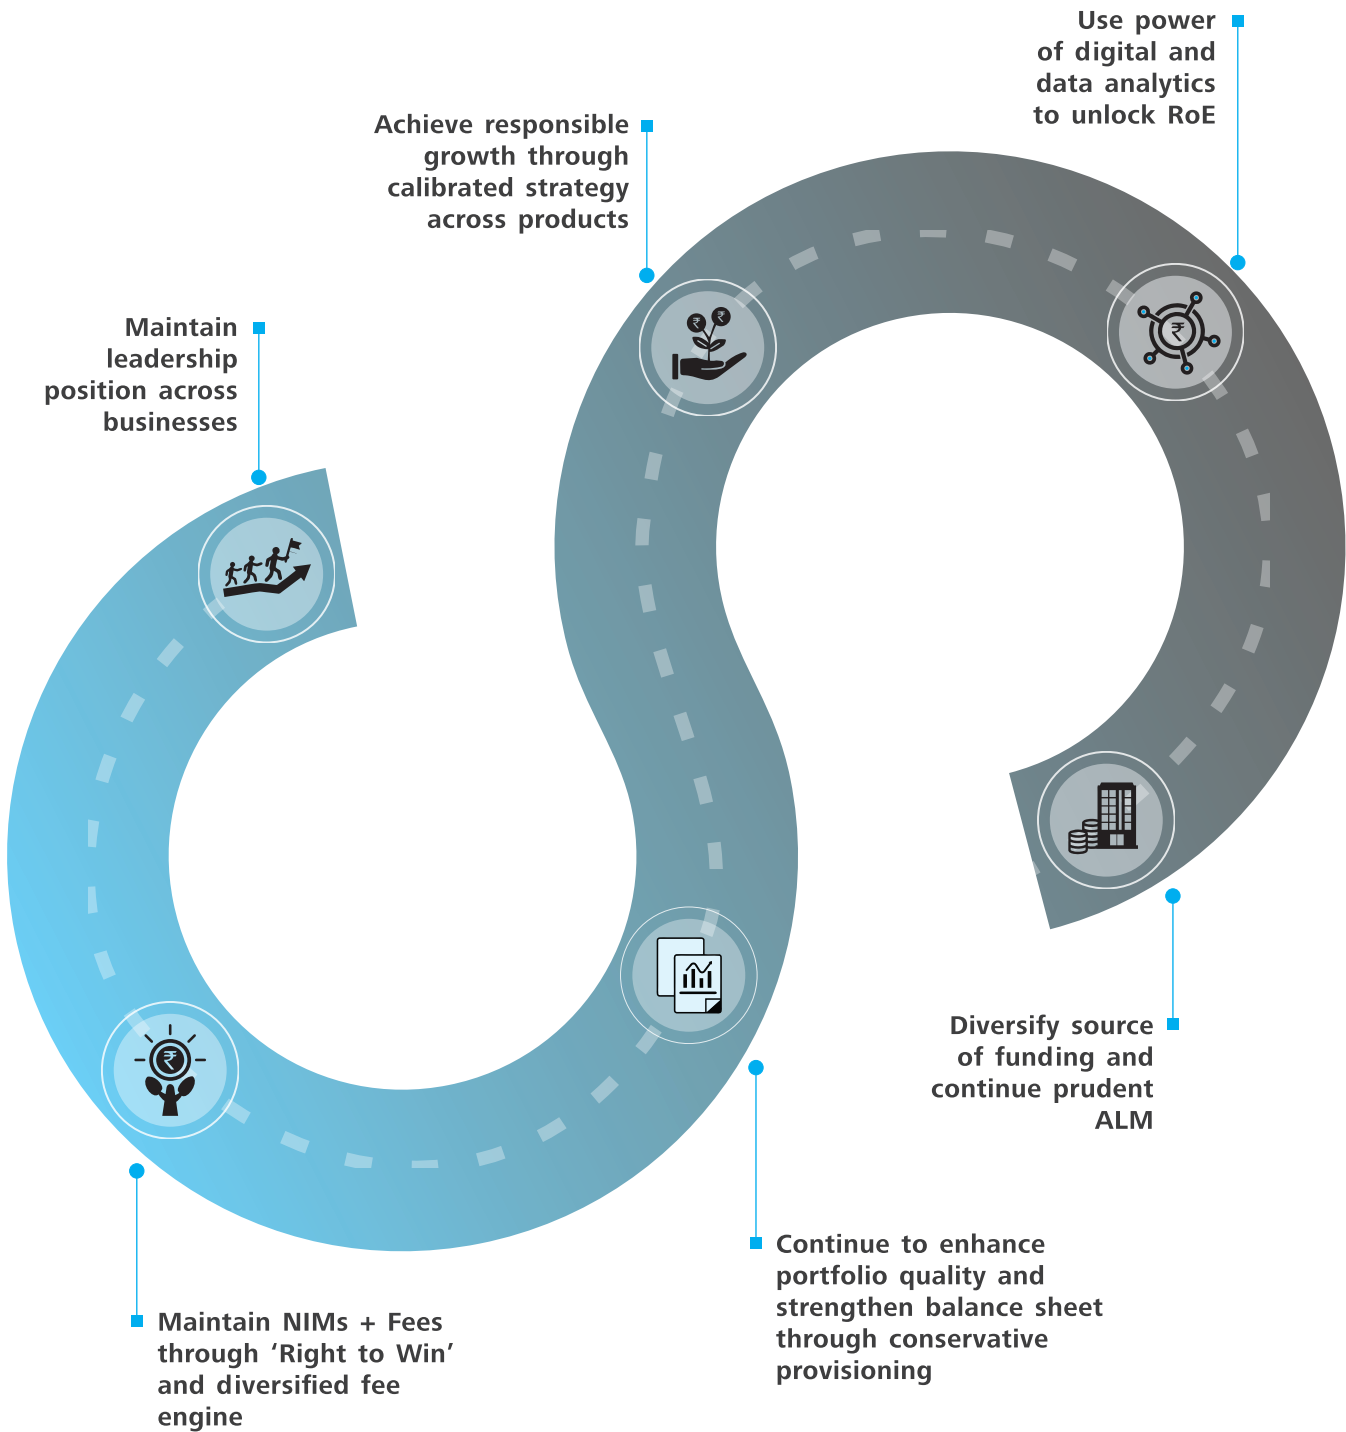 Use power
of digital and
data analytics
to unlock RoE
Achieve responsible
growth through
calibrated strategy
across products
Maintain
leadership
position across
businesses
Diversify source
of funding and
continue prudent
ALM
Continue to enhance
portfolio quality and
strengthen balance sheet
through conservative
provisioning
Maintain NIMs + Fees
through ‘Right to Win’
and diversified fee
engine